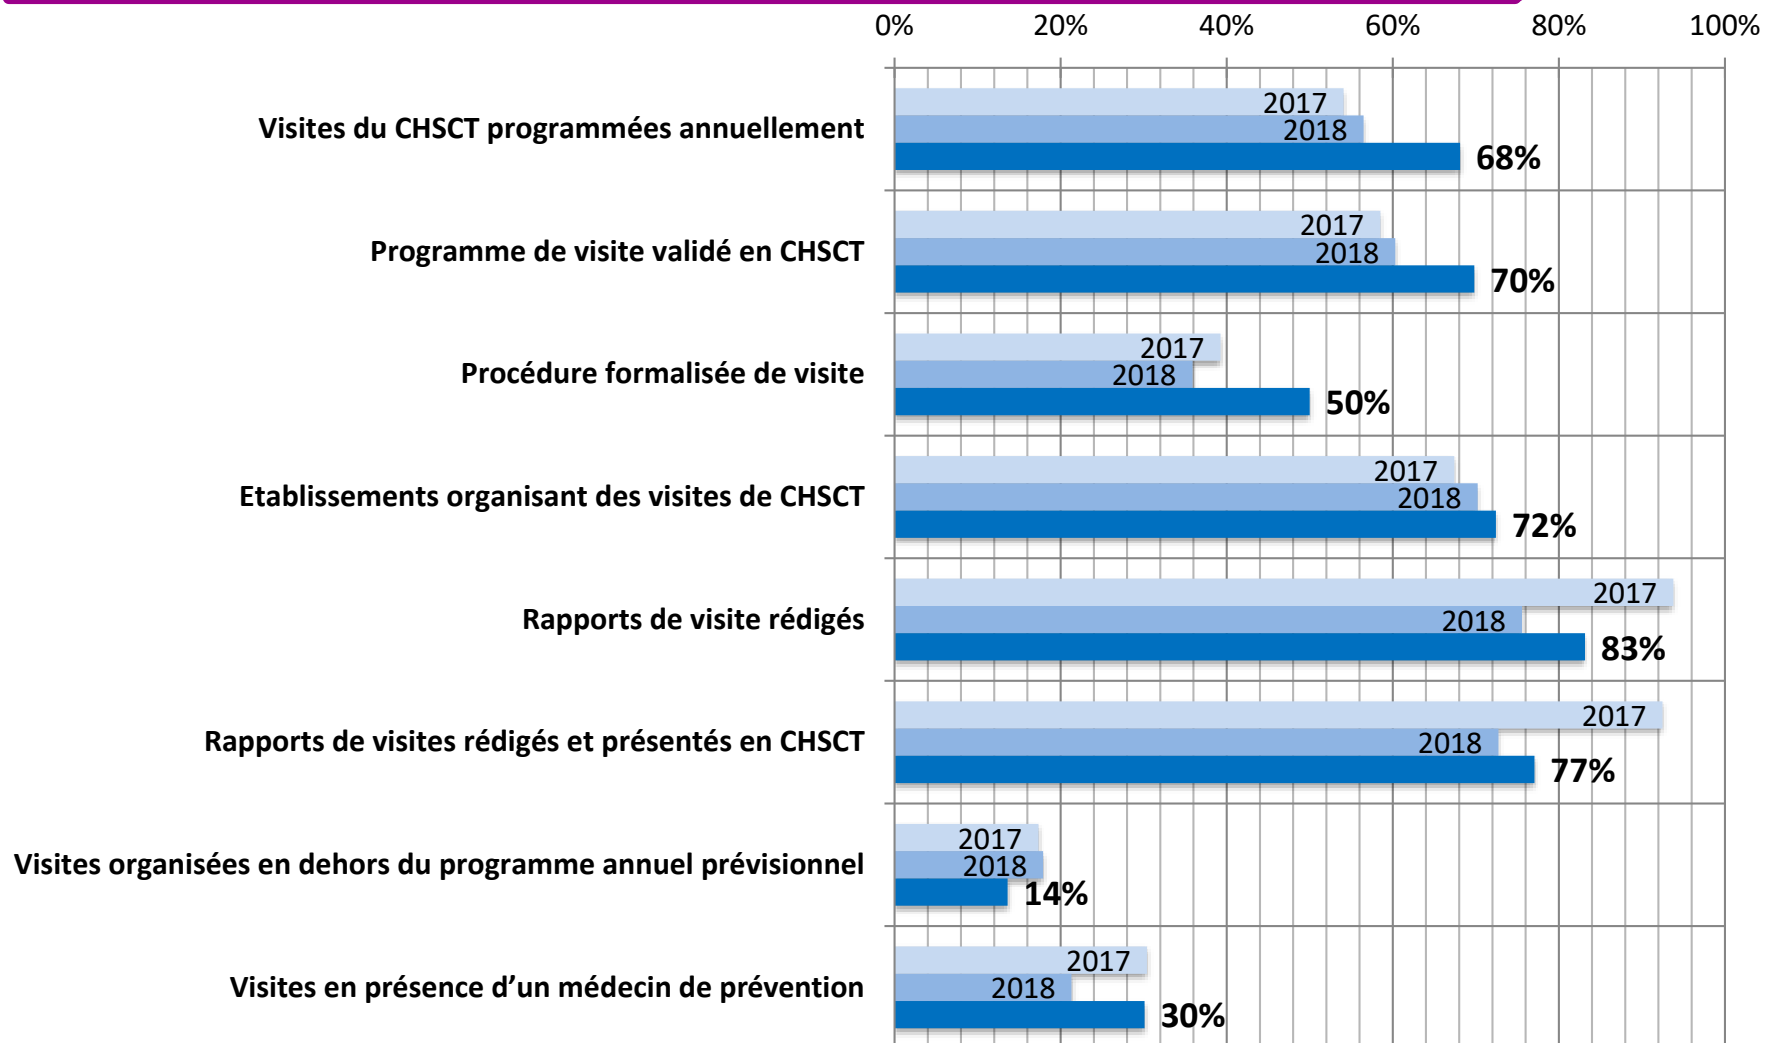 0% 20% 40% 60% 80% 100%
Visites du CHSCT programmées annuellement
2017
2018
68%
Programme de visite validé en CHSCT
2017
2018
70%
Procédure formalisée de visite
2017
2018
50%
Etablissements organisant des visites de CHSCT
2017
2018
72%
Rapports de visite rédigés
2017
2018
83%
Rapports de visites rédigés et présentés en CHSCT
2017
2018
77%
Visites organisées en dehors du programme annuel prévisionnel
2017
2018
14%
Visites en présence d’un médecin de prévention
2017
2018
30%